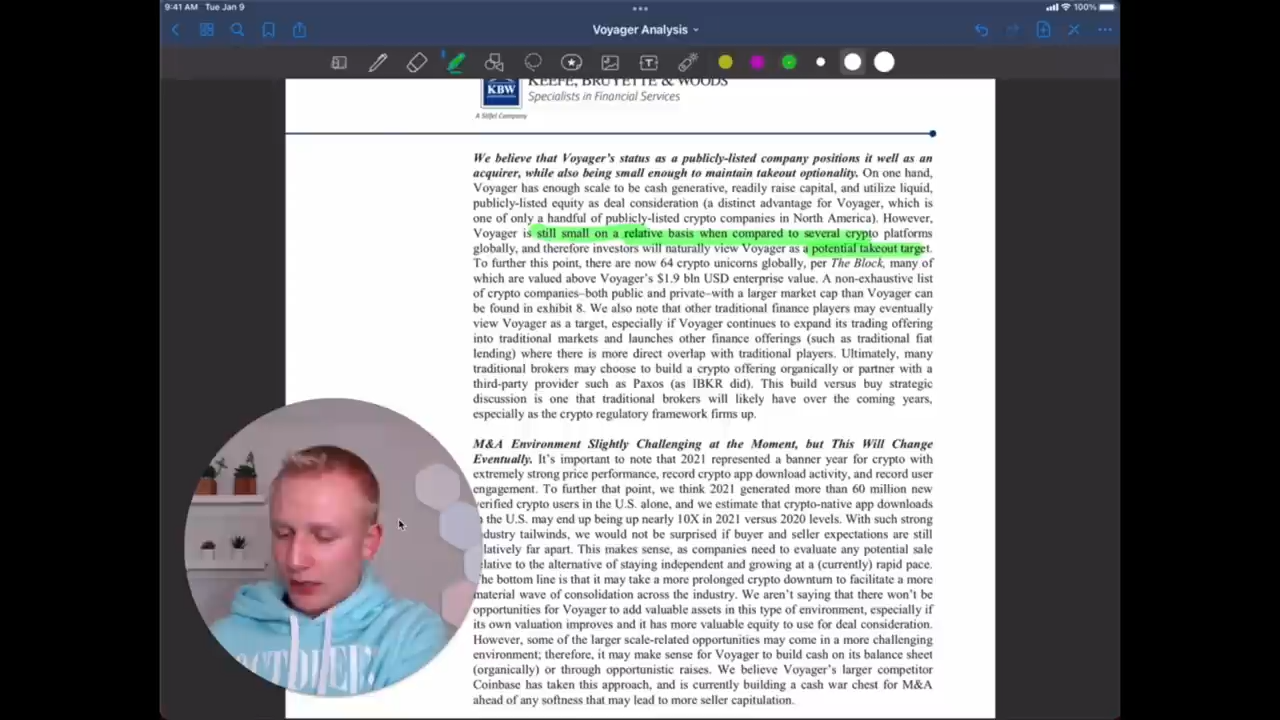 9:41 AM Tue Jan 9
100%
Voyager Analysis
KBW
KEEFE, BRUYETTE & WOODS
Specialists in Financial Services
A Stifel Company
We believe that Voyager's status as a publicly-listed company positions it well as an
acquirer, while also being small enough to maintain takeout optionality. On one hand,
Voyager has enough scale to be cash generative, readily raise capital, and utilize liquid,
publicly-listed equity as deal consideration (a distinct advantage for Voyager, which is
one of only a handful of publicly-listed crypto companies in North America). However,
Voyager is still small on a relative basis when compared to several crypto platforms
globally, and therefore investors will naturally view Voyager as a potential takeout target.
To further this point, there are now 64 crypto unicorns globally, per The Block, many of
which are valued above Voyager's $1.9 bln USD enterprise value. A non-exhaustive list
of crypto companies–both public and private–with a larger market cap than Voyager can
be found in exhibit 8. We also note that other traditional finance players may eventually
view Voyager as a target, especially if Voyager continues to expand its trading offering
into traditional markets and launches other finance offerings (such as traditional fiat
lending) where there is more direct overlap with traditional players. Ultimately, many
traditional brokers may choose to build a crypto offering organically or partner with a
third-party provider such as Paxos (as IBKR did). This build versus buy strategic
discussion is one that traditional brokers will likely have over the coming years,
especially as the crypto regulatory framework firms up.
M&A Environment Slightly Challenging at the Moment, but This Will Change
Eventually. It's important to note that 2021 represented a banner year for crypto with
extremely strong price performance, record crypto app download activity, and record user
engagement. To further that point, we think 2021 generated more than 60 million new
verified crypto users in the U.S. alone, and we estimate that crypto-native app downloads
the U.S. may end up being up nearly 10X in 2021 versus 2020 levels. With such strong
industry tailwinds, we would not be surprised if buyer and seller expectations are still
relatively far apart. This makes sense, as companies need to evaluate any potential sale
relative to the alternative of staying independent and growing at a (currently) rapid pace.
The bottom line is that it may take a more prolonged crypto downturn to facilitate a more
material wave of consolidation across the industry. We aren't saying that there won't be
opportunities for Voyager to add valuable assets in this type of environment, especially if
its own valuation improves and it has more valuable equity to use for deal consideration.
However, some of the larger scale-related opportunities may come in a more challenging
environment; therefore, it may make sense for Voyager to build cash on its balance sheet
(organically) or through opportunistic raises. We believe Voyager's larger competitor
Coinbase has taken this approach, and is currently building a cash war chest for M&A
ahead of any softness that may lead to more seller capitulation.